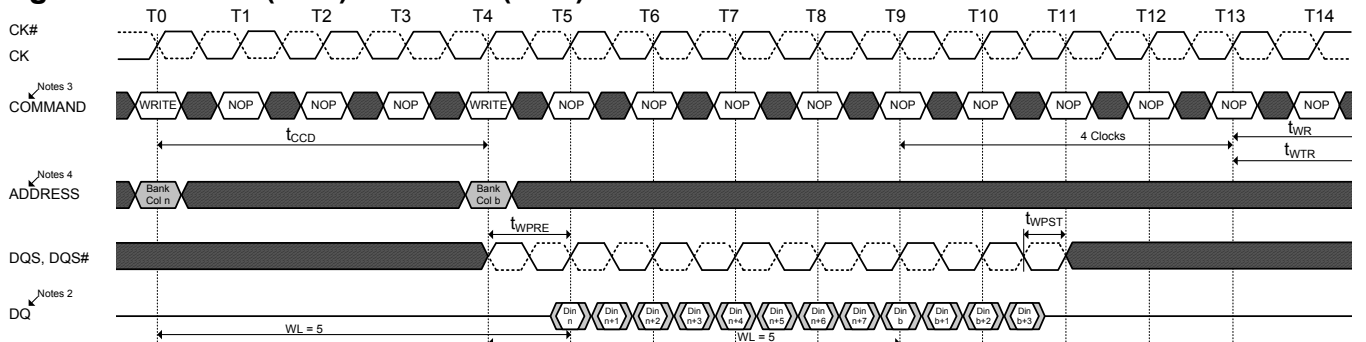 T0 T1 T2 T3 T4 T5 T6 T7 T8 T9 T10 T11 T12 T13 T14
CK#
CK
Notes 3
COMMAND
WRITE NOP NOP NOP WRITE NOP NOP NOP NOP NOP NOP NOP NOP NOP NOP
tCCD
4 Clocks
tWR
tWTR
Notes 4
ADDRESS
Bank Col n
Bank Col b
tWPRE
tWPST
DQS, DQS#
Notes 2
DQ
Din n Din n+1 Din n+2 Din n+3 Din n+4 Din n+5 Din n+6 Din n+7 Din b Din b+1 Din b+2 Din b+3
WL = 5
WL = 5